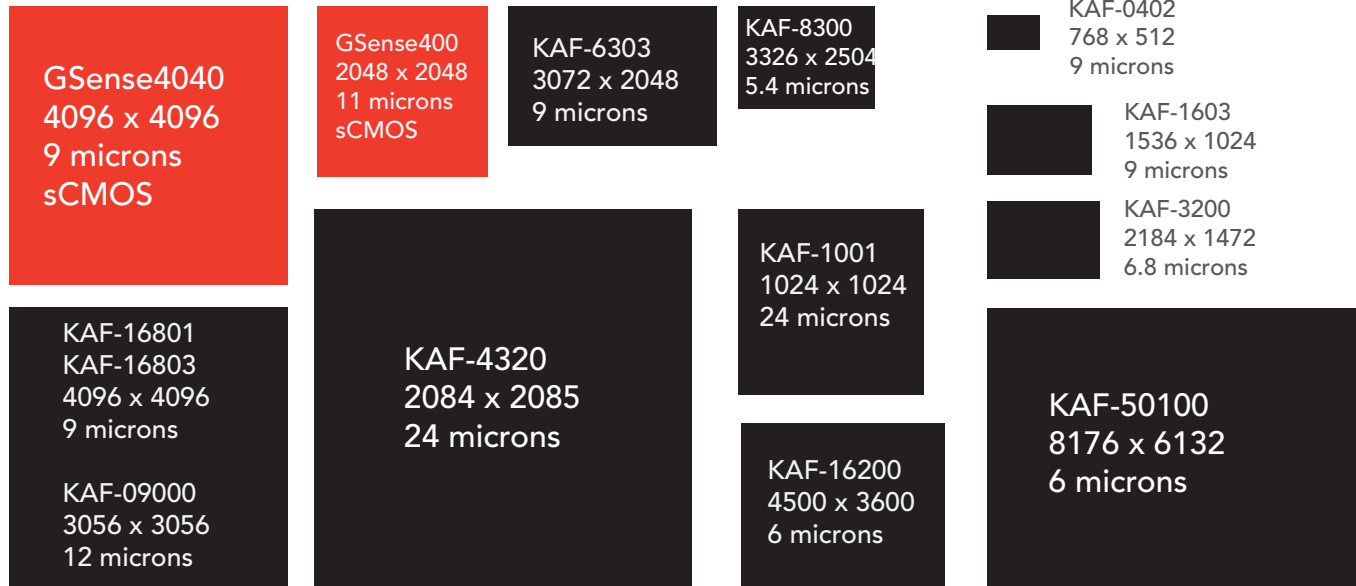 GSense4040
4096 x 4096
9 microns
sCMOS
GSense400
2048 x 2048
11 microns
sCMOS
KAF-6303
3072 x 2048
9 microns
KAF-8300
3326 x 2504
5.4 microns
KAF-0402
768 x 512
9 microns
KAF-1603
1536 x 1024
9 microns
KAF-3200
2184 x 1472
6.8 microns
KAF-16801
KAF-16803
4096 x 4096
9 microns
KAF-09000
3056 x 3056
12 microns
KAF-4320
2084 x 2085
24 microns
KAF-1001
1024 x 1024
24 microns
KAF-16200
4500 x 3600
6 microns
KAF-50100
8176 x 6132
6 microns